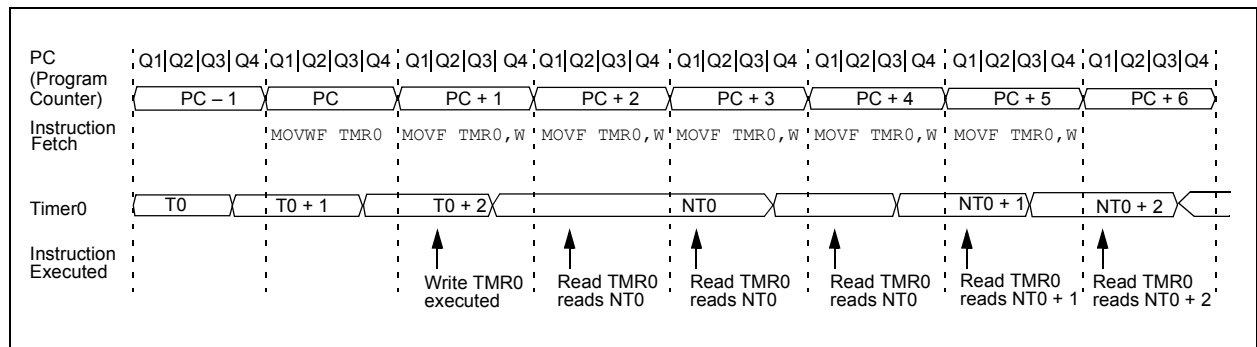 PC (Program Counter)
Q1 Q2 Q3 Q4 Q1 Q2 Q3 Q4 Q1 Q2 Q3 Q4 Q1 Q2 Q3 Q4 Q1 Q2 Q3 Q4 Q1 Q2 Q3 Q4 Q1 Q2 Q3 Q4 Q1 Q2 Q3 Q4
PC – 1 PC PC + 1 PC + 2 PC + 3 PC + 4 PC + 5 PC + 6
Instruction Fetch
MOVWF TMR0 MOVF TMR0,W MOVF TMR0,W MOVF TMR0,W MOVF TMR0,W MOVF TMR0,W
Timer0
T0 T0 + 1 T0 + 2 NT0 NT0 + 1 NT0 + 2
Instruction Executed
Write TMR0 executed
Read TMR0 reads NT0
Read TMR0 reads NT0
Read TMR0 reads NT0
Read TMR0 reads NT0 + 1
Read TMR0 reads NT0 + 2